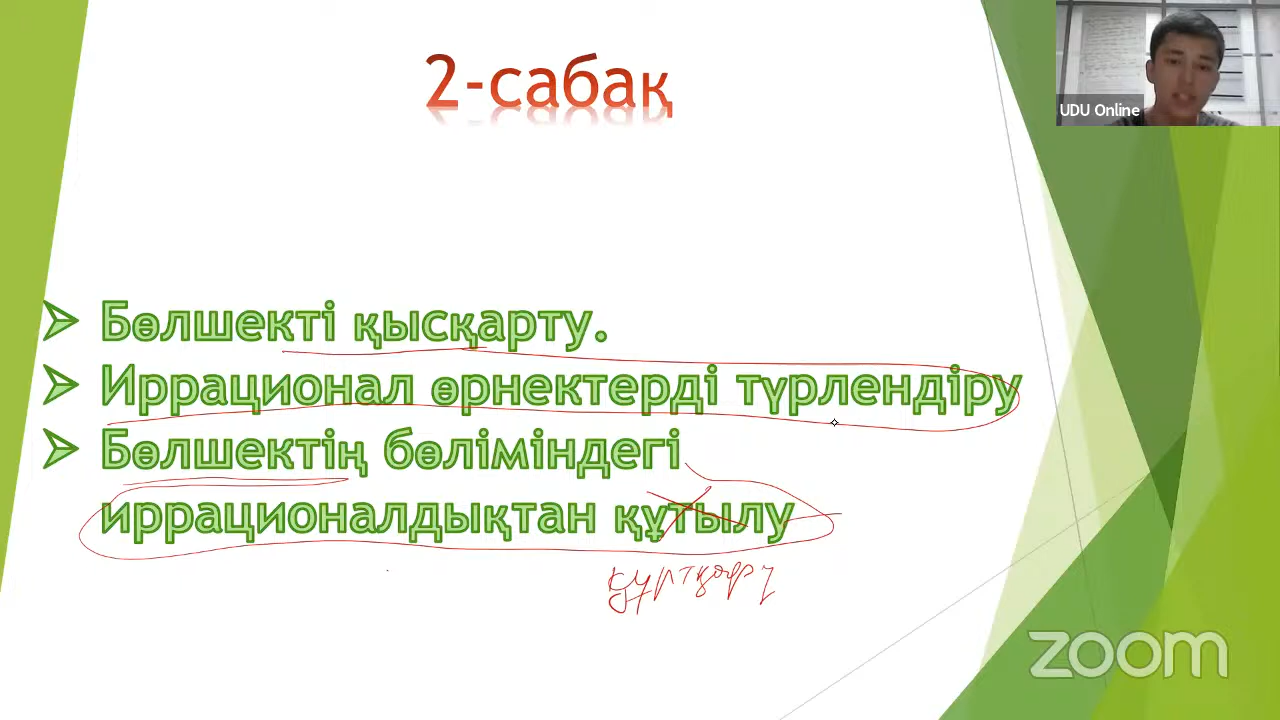 2-сабақ
UDU Online
Бөлшекті қысқарту.
Иррационал өрнектерді түрлендіру
Бөлшектің бөліміндегі
иррационалдықтан құтылу
zoom